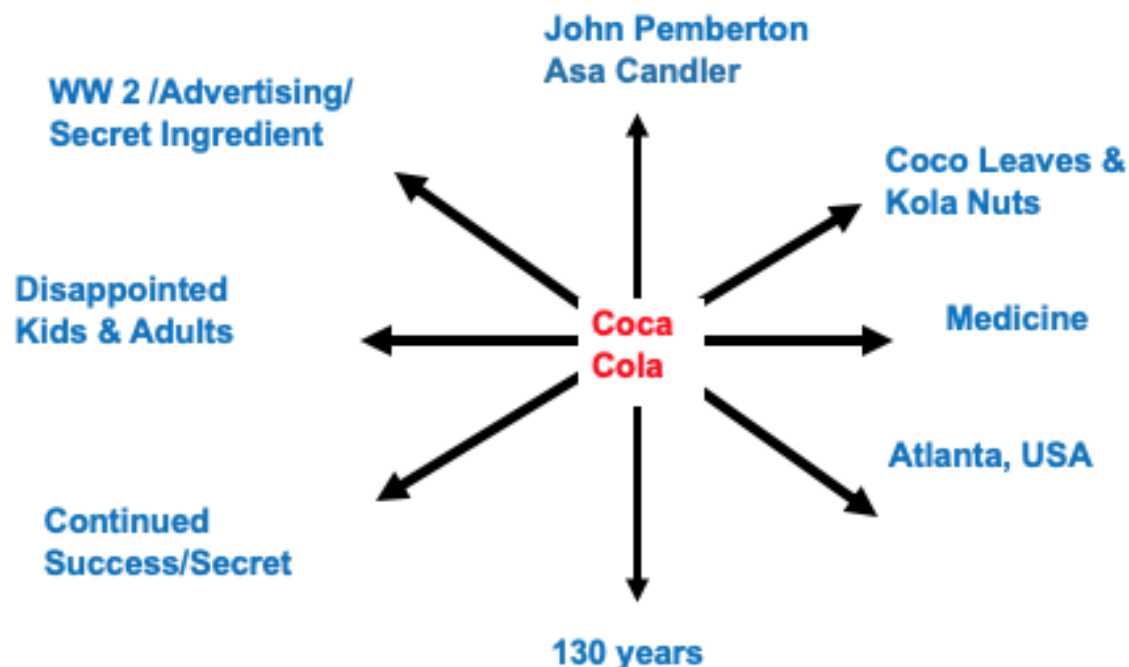 John Pemberton
Asa Candler
WW 2 /Advertising/
Secret Ingredient
Coco Leaves &
Kola Nuts
Disappointed
Kids & Adults
Coca
Cola
Medicine
Atlanta, USA
Continued
Success/Secret
130 years